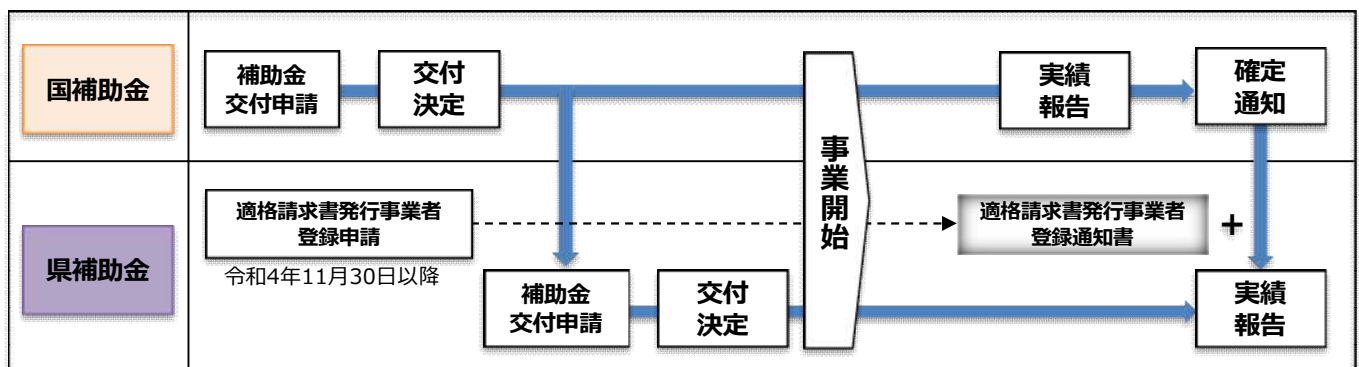 国補助金
補助金
交付申請
交付
決定
事業開始
実績
報告
確定
通知
県補助金
適格請求書発行事業者
登録申請
令和4年11月30日以降
補助金
交付申請
交付
決定
適格請求書発行事業者
登録通知書
+
実績
報告